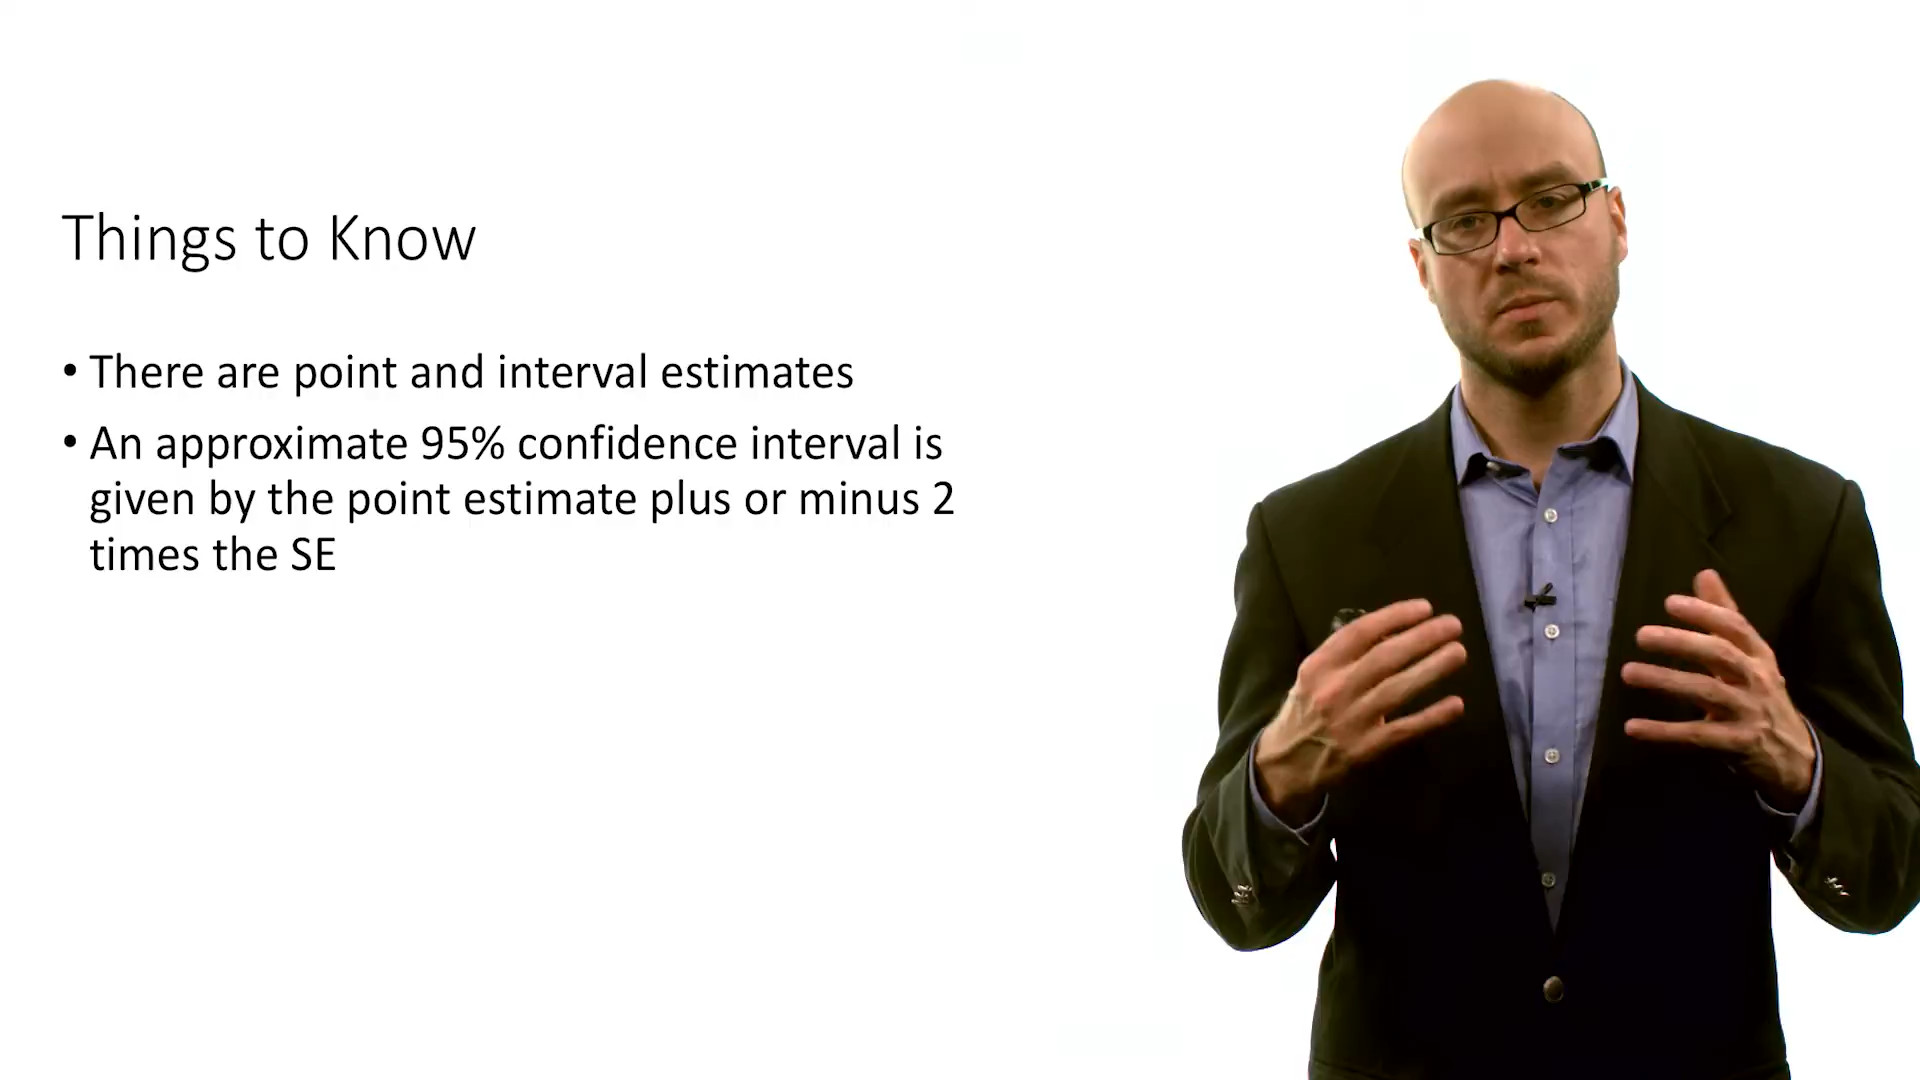 Things to Know
• There are point and interval estimates
• An approximate 95% confidence interval is
given by the point estimate plus or minus 2
times the SE